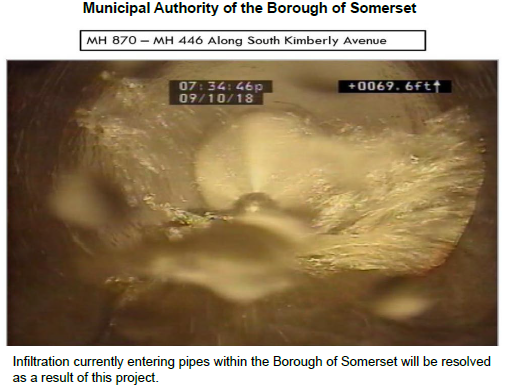 Municipal Authority of the Borough of Somerset
MH 870 – MH 446 Along South Kimberly Avenue
07:34:46p
+0069.6ft↑
09/10/18
Infiltration currently entering pipes within the Borough of Somerset will be resolved
as a result of this project.